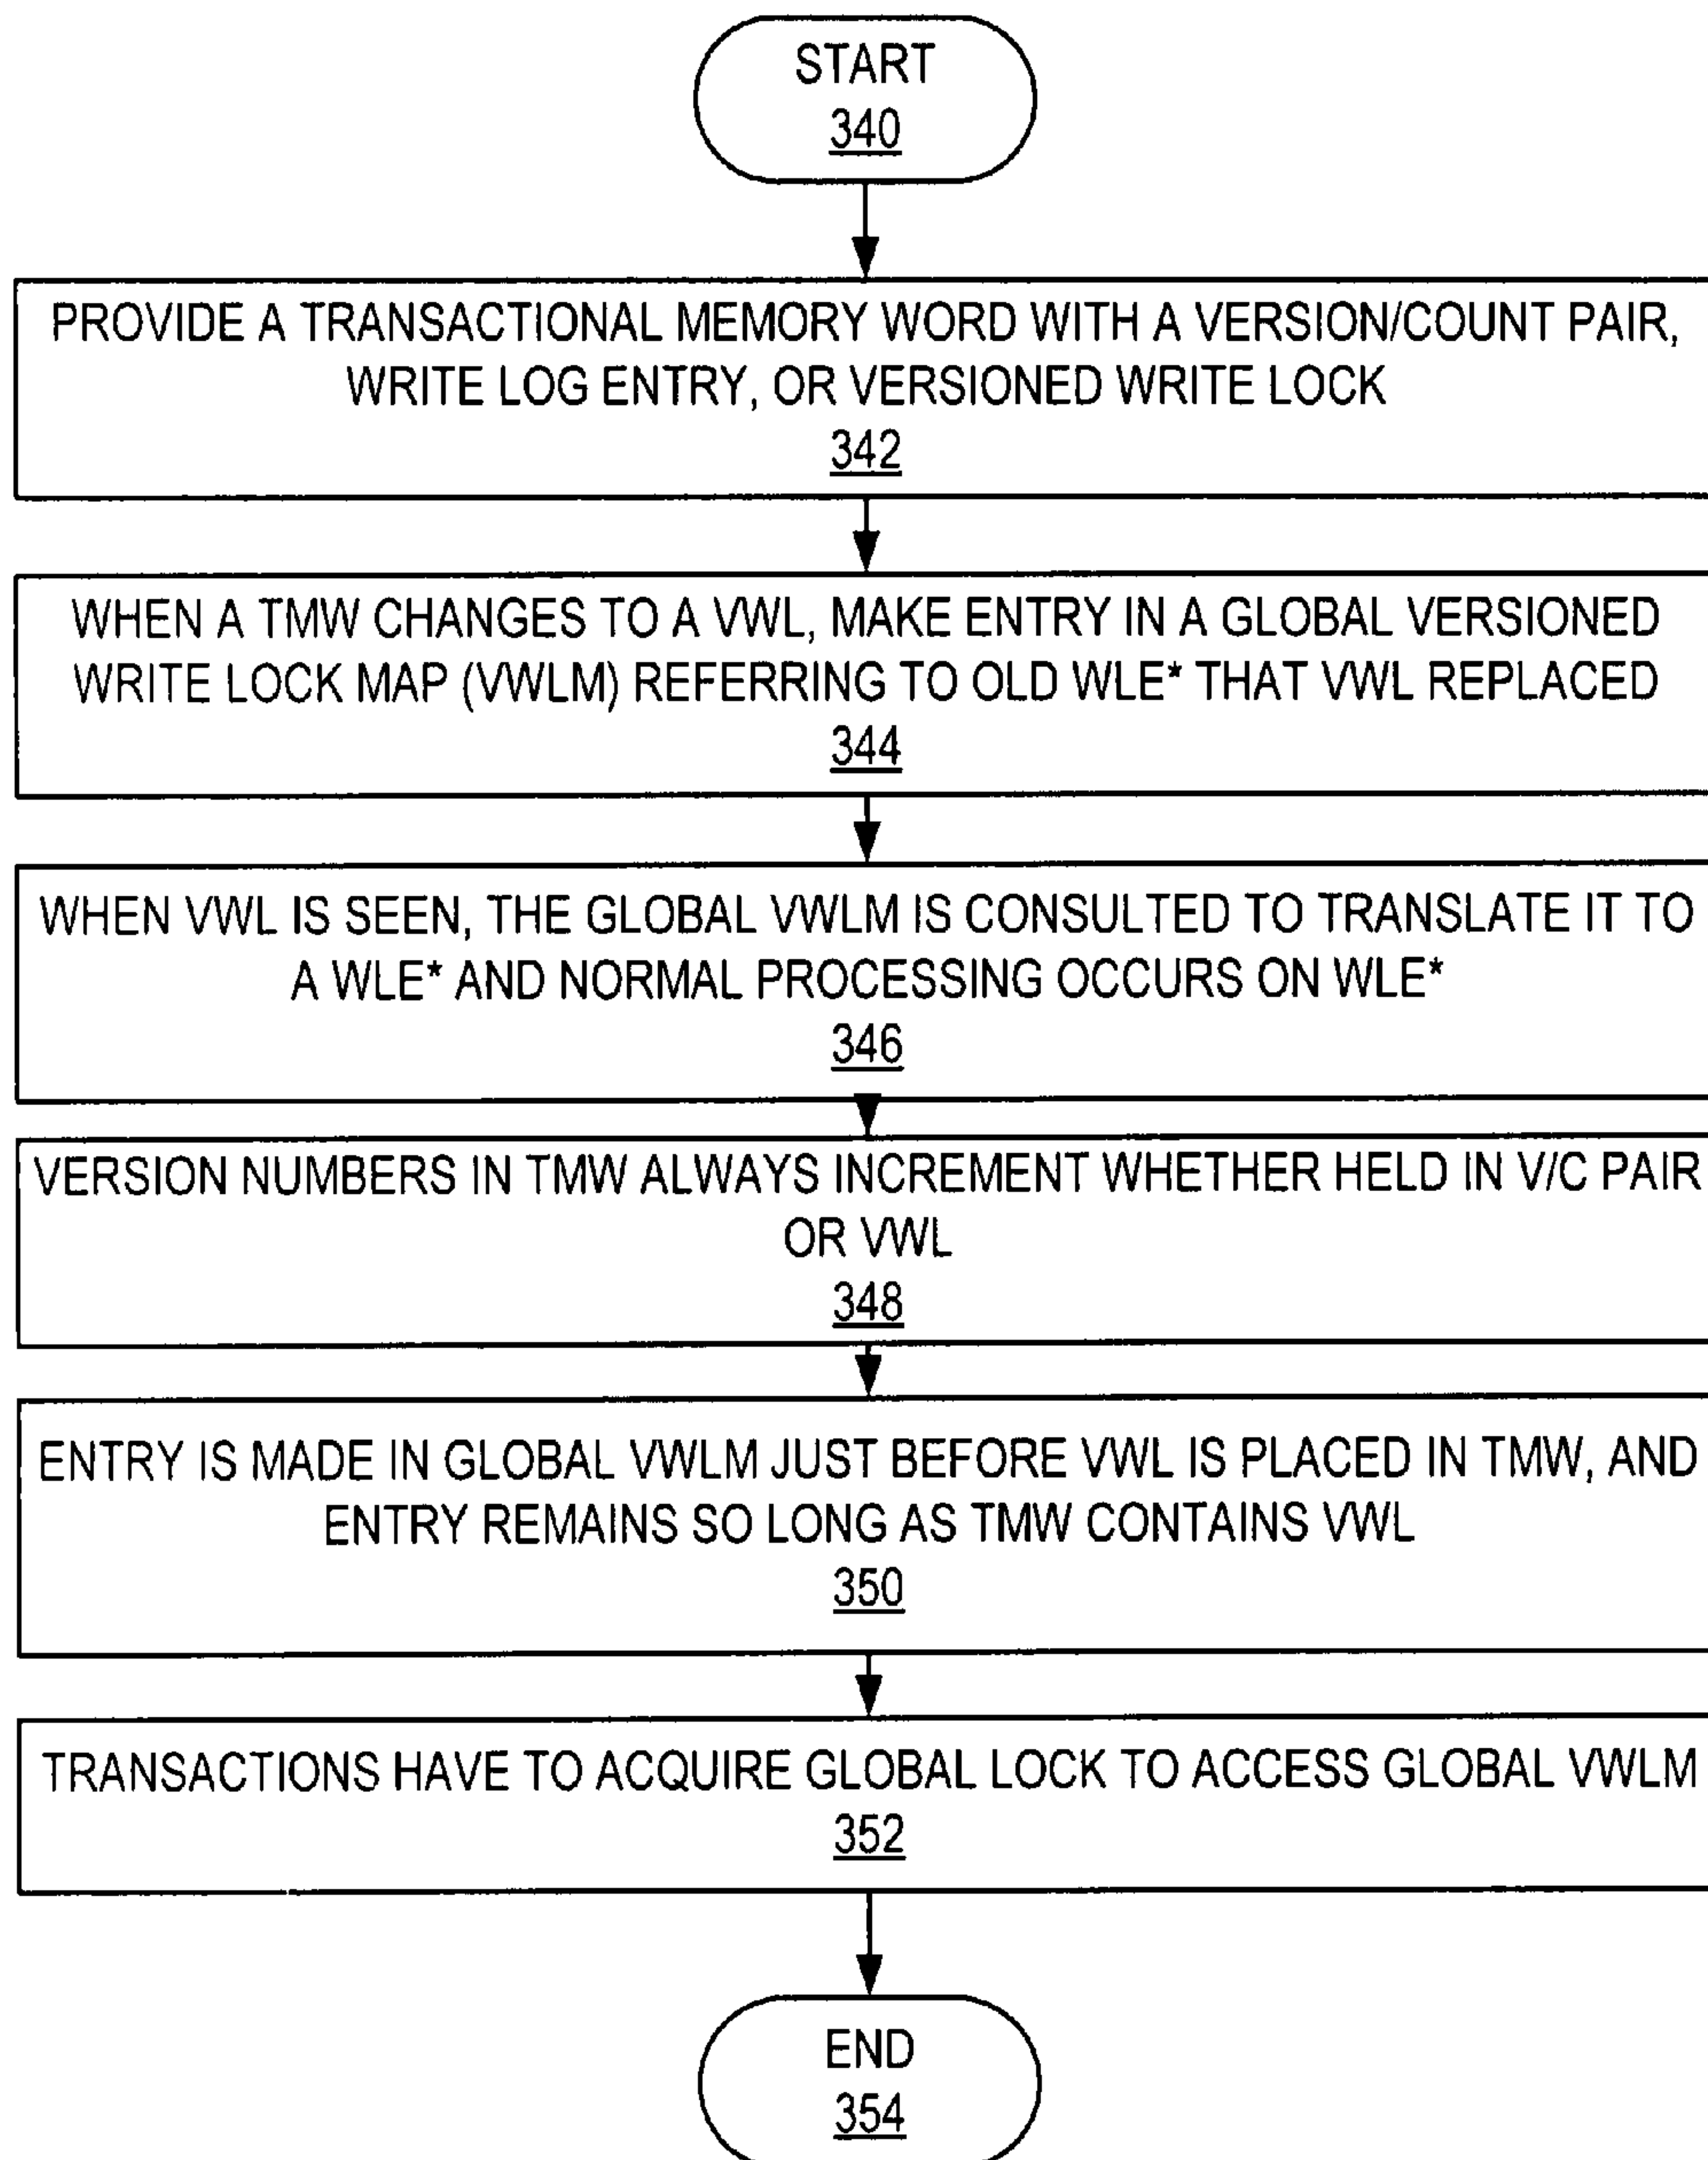 START
340
PROVIDE A TRANSACTIONAL MEMORY WORD WITH A VERSION/COUNT PAIR,
WRITE LOG ENTRY, OR VERSIONED WRITE LOCK
342
WHEN A TMW CHANGES TO A VWL, MAKE ENTRY IN A GLOBAL VERSIONED
WRITE LOCK MAP (VWLM) REFERRING TO OLD WLE* THAT VWL REPLACED
344
WHEN VWL IS SEEN, THE GLOBAL VWLM IS CONSULTED TO TRANSLATE IT TO
A WLE* AND NORMAL PROCESSING OCCURS ON WLE*
346
VERSION NUMBERS IN TMW ALWAYS INCREMENT WHETHER HELD IN V/C PAIR
OR VWL
348
ENTRY IS MADE IN GLOBAL VWLM JUST BEFORE VWL IS PLACED IN TMW, AND
ENTRY REMAINS SO LONG AS TMW CONTAINS VWL
350
TRANSACTIONS HAVE TO ACQUIRE GLOBAL LOCK TO ACCESS GLOBAL VWLM
352
END
354